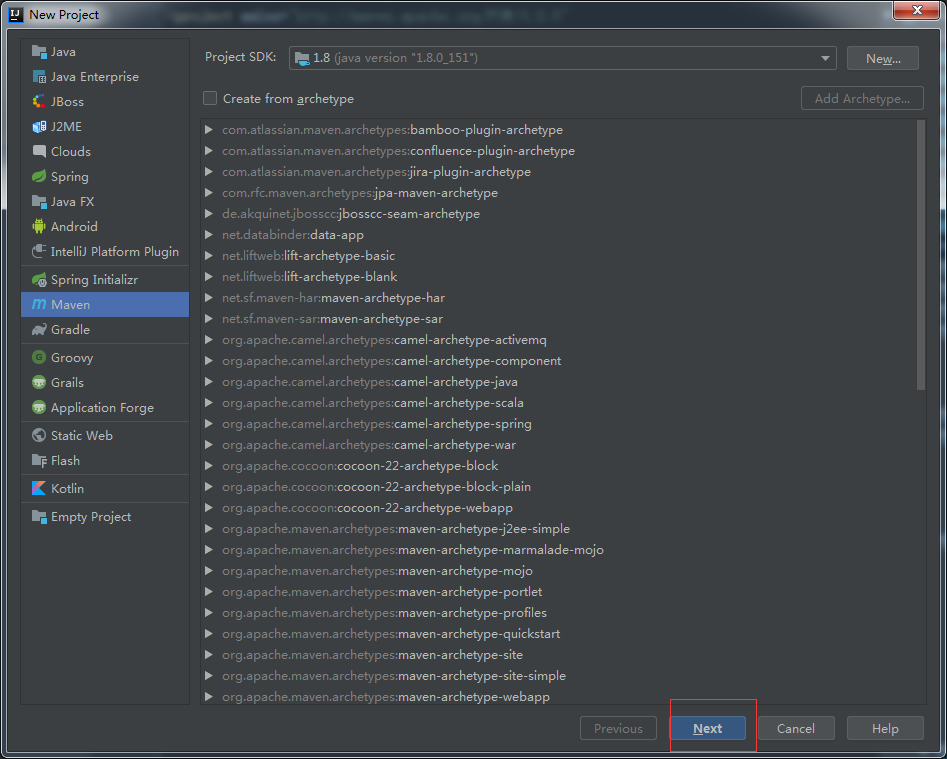 New Project
Java
Java Enterprise
JBoss
J2ME
Clouds
Spring
Java FX
Android
IntelliJ Platform Plugin
Spring Initializr
Maven
Gradle
Groovy
Grails
Application Forge
Static Web
Flash
Kotlin
Empty Project
Project SDK: 1.8 (java version "1.8.0_151") New...
Create from archetype Add Archetype...
com.atlassian.maven.archetypes:bamboo-plugin-archetype
com.atlassian.maven.archetypes:confluence-plugin-archetype
com.atlassian.maven.archetypes:jira-plugin-archetype
com.rfc.maven.archetypes:jpa-maven-archetype
de.akquinet.jbosscc:jbosscc-seam-archetype
net.databinder:data-app
net.liftweb:lift-archetype-basic
net.liftweb:lift-archetype-blank
net.sf.maven-har:maven-archetype-har
net.sf.maven-sar:maven-archetype-sar
org.apache.camel.archetypes:camel-archetype-activemq
org.apache.camel.archetypes:camel-archetype-component
org.apache.camel.archetypes:camel-archetype-java
org.apache.camel.archetypes:camel-archetype-scala
org.apache.camel.archetypes:camel-archetype-spring
org.apache.camel.archetypes:camel-archetype-war
org.apache.cocoon:cocoon-22-archetype-block
org.apache.cocoon:cocoon-22-archetype-block-plain
org.apache.cocoon:cocoon-22-archetype-webapp
org.apache.maven.archetypes:maven-archetype-j2ee-simple
org.apache.maven.archetypes:maven-archetype-marmalade-mojo
org.apache.maven.archetypes:maven-archetype-mojo
org.apache.maven.archetypes:maven-archetype-portlet
org.apache.maven.archetypes:maven-archetype-profiles
org.apache.maven.archetypes:maven-archetype-quickstart
org.apache.maven.archetypes:maven-archetype-site
org.apache.maven.archetypes:maven-archetype-site-simple
org.apache.maven.archetypes:maven-archetype-webapp
Previous Next Cancel Help